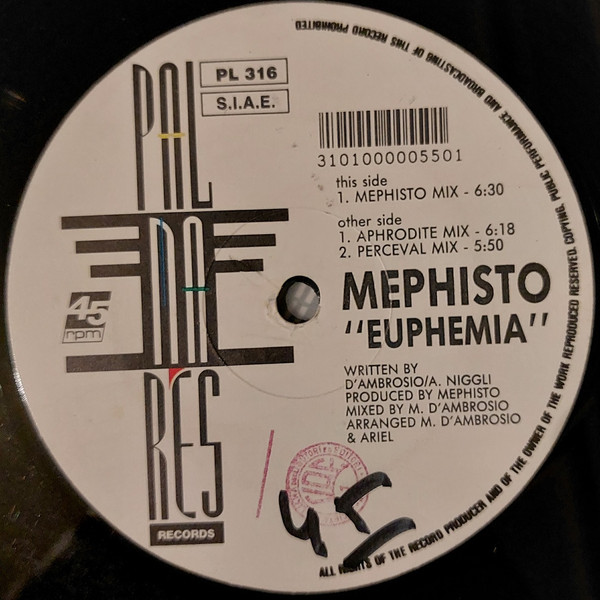 PAL
NA
RES
RECORDS
45
rpm
PL 316
S.I.A.E.
3101000005501
this side
1. MEPHISTO MIX - 6:30
other side
1. APHRODITE MIX - 6:18
2. PERCEVAL MIX - 5:50
MEPHISTO
"EUPHEMIA"
WRITTEN BY
D'AMBROSIO/A. NIGGLI
PRODUCED BY MEPHISTO
MIXED BY M. D'AMBROSIO
ARRANGED M. D'AMBROSIO
& ARIEL
45
ALL RIGHTS OF THE RECORD PRODUCER AND OF THE OWNER OF THE WORK REPRODUCED RESERVED. COPYING, PUBLIC PERFORMANCE AND BROADCASTING OF THIS RECORD PROHIBITED